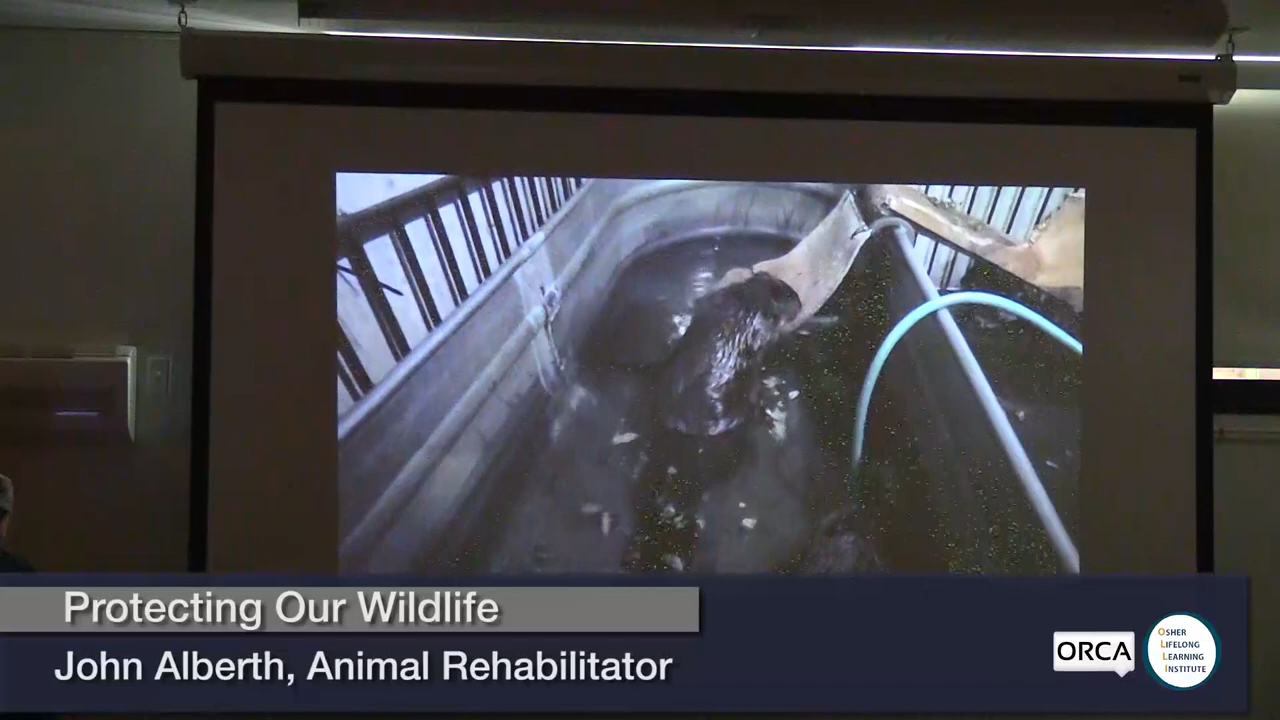 Protecting Our Wildlife
John Alberth, Animal Rehabilitator
ORCA
OSHER
LIFELONG
LEARNING
INSTITUTE